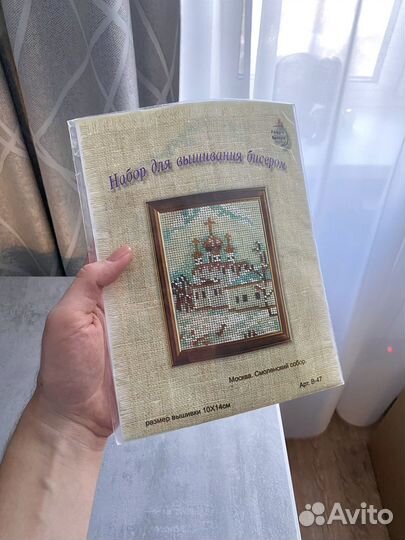 Набор для вышивания бисером
Москва. Смоленский собор.
Арт. В-47
размер вышивки 10Х14см
Avito